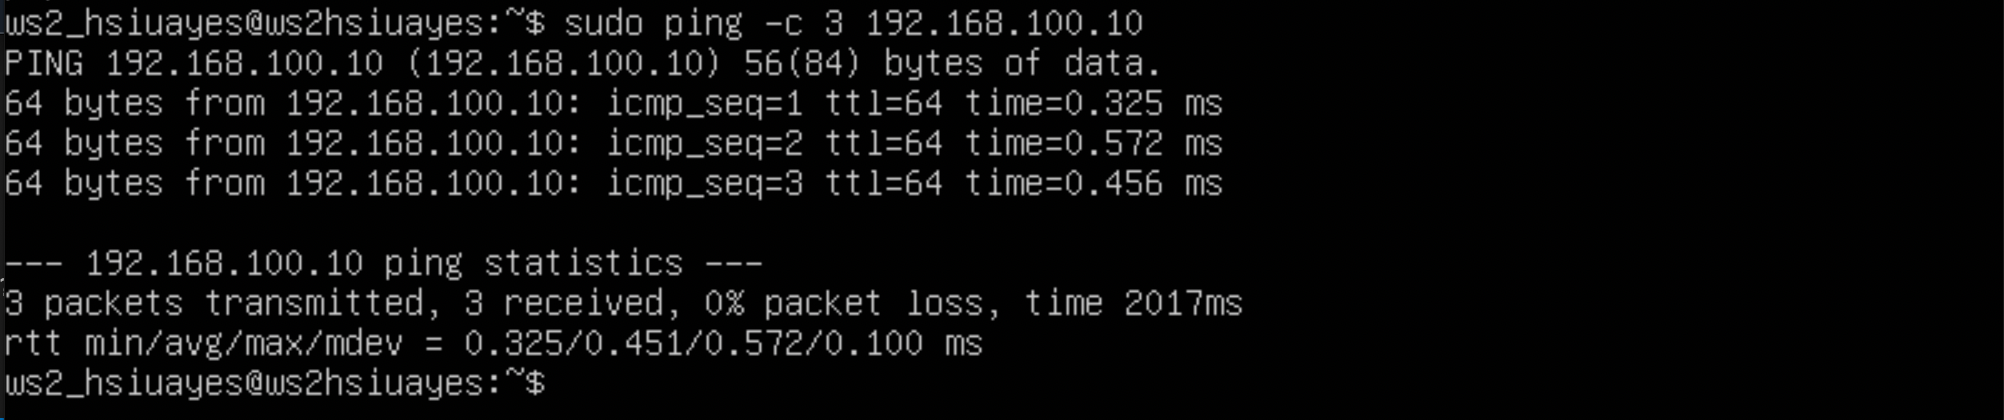 ws2_hsiuayes@ws2hsiuayes:~$ sudo ping -c 3 192.168.100.10
PING 192.168.100.10 (192.168.100.10) 56(84) bytes of data.
64 bytes from 192.168.100.10: icmp_seq=1 ttl=64 time=0.325 ms
64 bytes from 192.168.100.10: icmp_seq=2 ttl=64 time=0.572 ms
64 bytes from 192.168.100.10: icmp_seq=3 ttl=64 time=0.456 ms
--- 192.168.100.10 ping statistics ---
3 packets transmitted, 3 received, 0% packet loss, time 2017ms
rtt min/avg/max/mdev = 0.325/0.451/0.572/0.100 ms
ws2_hsiuayes@ws2hsiuayes:~$